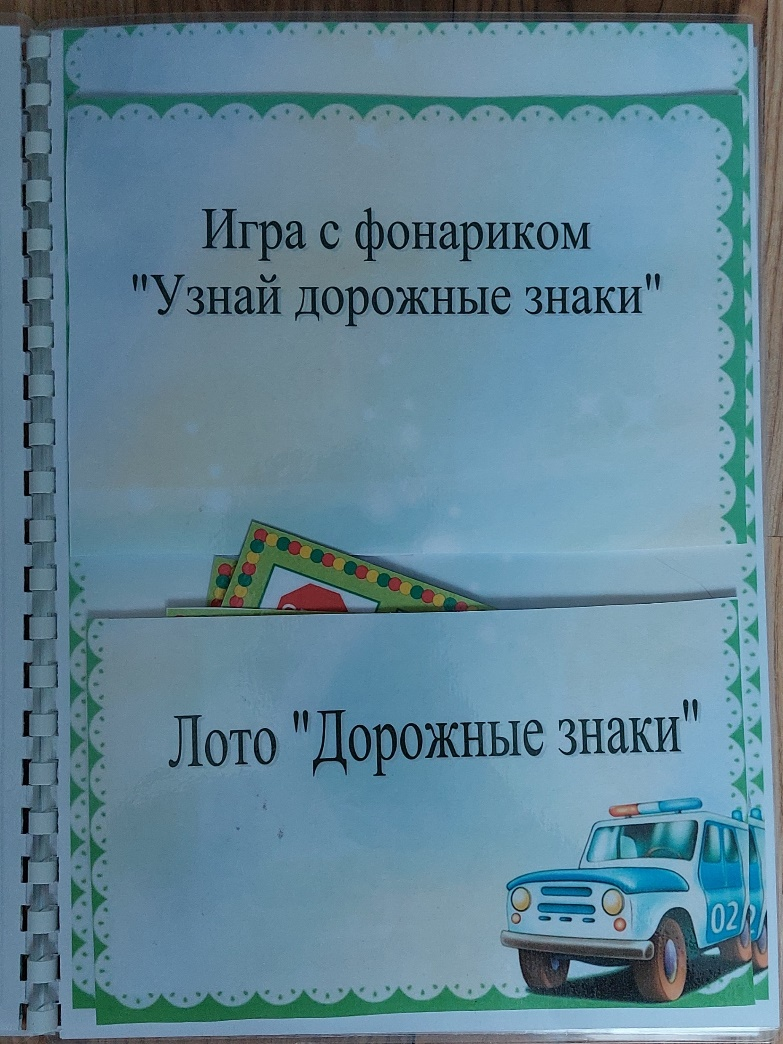 Игра с фонариком
"Узнай дорожные знаки"
Лото "Дорожные знаки"
02